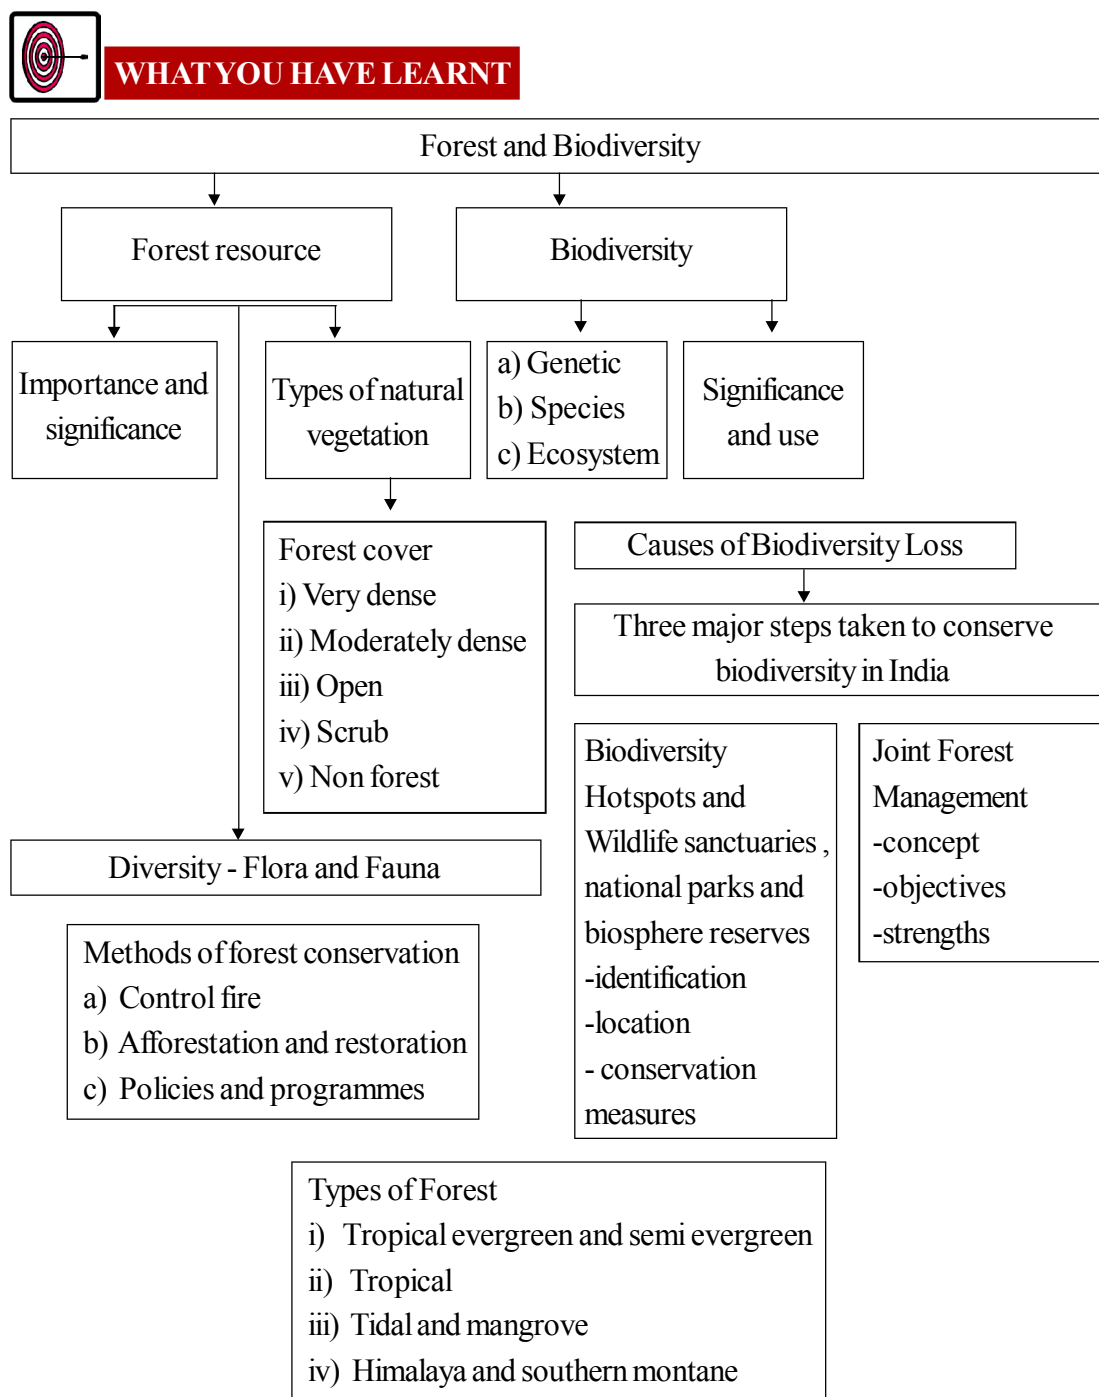 WHAT YOU HAVE LEARNT
Forest and Biodiversity
Forest resource
Biodiversity
Importance and
significance
Types of natural
vegetation
a) Genetic
b) Species
c) Ecosystem
Significance
and use
Forest cover
i) Very dense
ii) Moderately dense
iii) Open
iv) Scrub
v) Non forest
Causes of Biodiversity Loss
Three major steps taken to conserve
biodiversity in India
Biodiversity
Hotspots and
Wildlife sanctuaries ,
national parks and
biosphere reserves
-identification
-location
- conservation
measures
Joint Forest
Management
-concept
-objectives
-strengths
Diversity - Flora and Fauna
Methods of forest conservation
a) Control fire
b) Afforestation and restoration
c) Policies and programmes
Types of Forest
i) Tropical evergreen and semi evergreen
ii) Tropical
iii) Tidal and mangrove
iv) Himalaya and southern montane